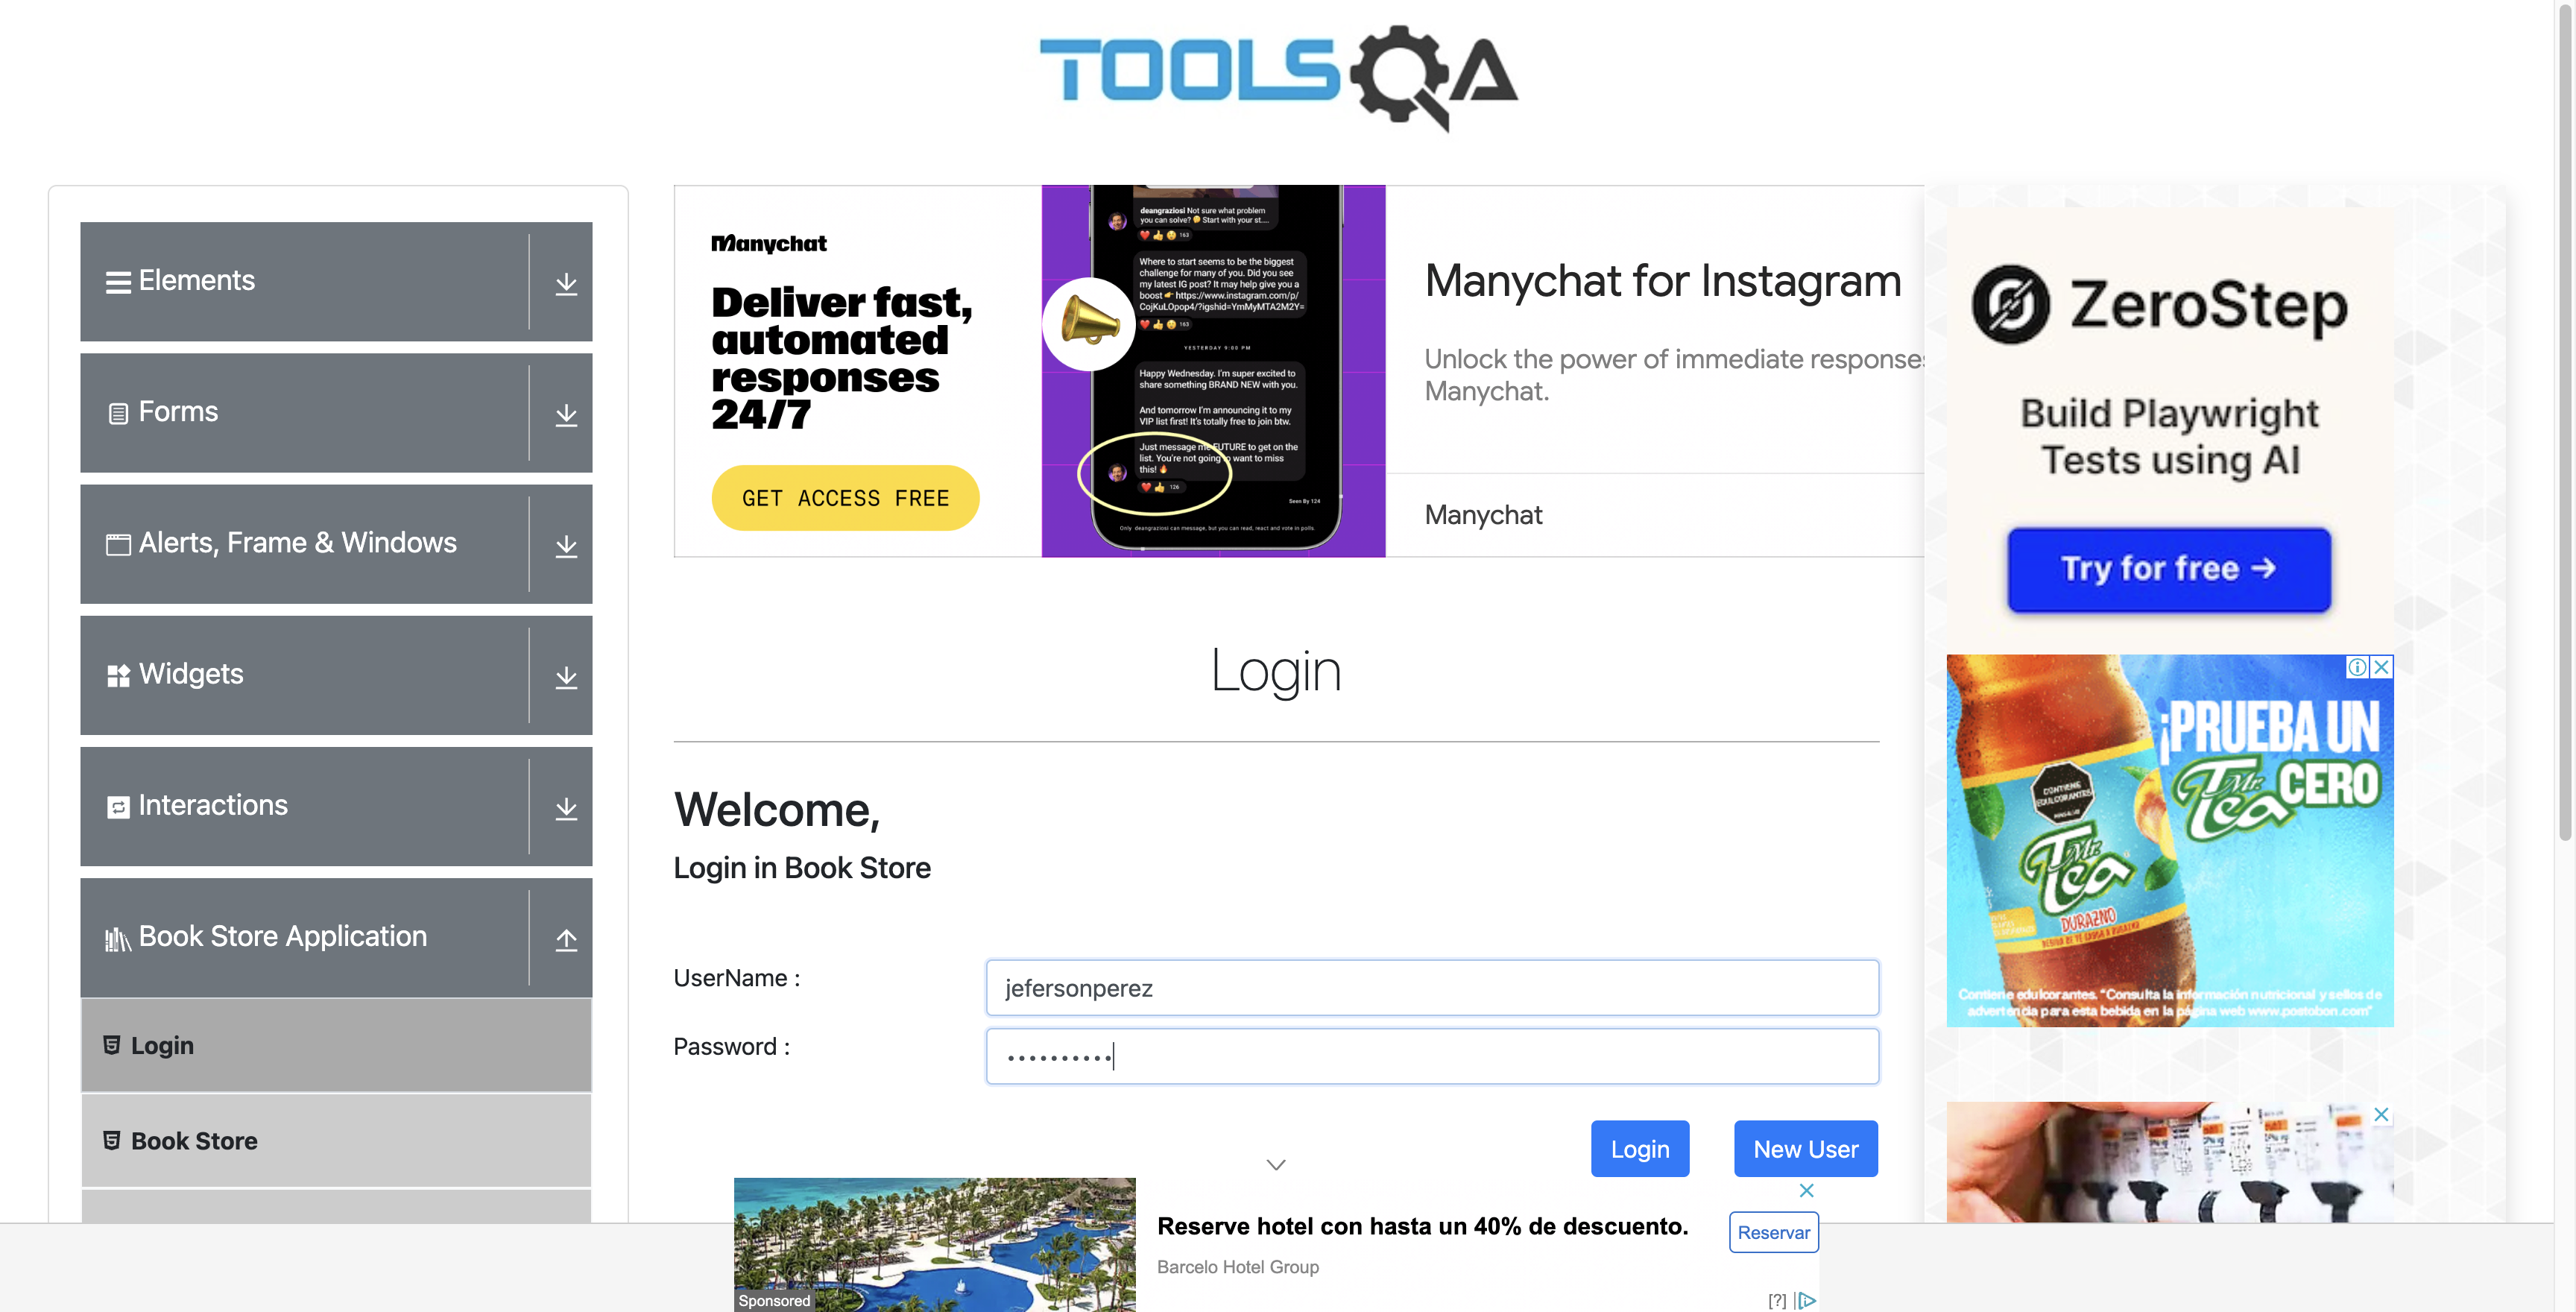 TOOLSQA
Elements
Forms
Alerts, Frame & Windows
Widgets
Interactions
Book Store Application
Login
Book Store
Manychat
Deliver fast,
automated
responses
24/7
GET ACCESS FREE
deangraziosi Not sure what problem
you can solve? 🤔 Start with your st....
❤️👍😮 163
Where to start seems to be the biggest
challenge for many of you. Did you see
my latest IG post? It may help give you a
boost 👉 https://www.instagram.com/p/
CojKuLOpop4/?igshid=YmMyMTA2M2Y=
❤️👍😮 163
YESTERDAY 9:00 PM
Happy Wednesday. I'm super excited to
share something BRAND NEW with you.
And tomorrow I'm announcing it to my
VIP list first! It's totally free to join btw.
Just message me FUTURE to get on the
list. You're not going to want to miss
this! 🔥
❤️👍 126
Seen By 124
Only deangraziosi can message, but you can read, react and vote in polls.
Manychat for Instagram
Unlock the power of immediate responses
Manychat.
Manychat
Login
Welcome,
Login in Book Store
UserName :
jefersonperez
Password :
••••••••••
Login
New User
Reserve hotel con hasta un 40% de descuento.
Barcelo Hotel Group
Reservar
Sponsored
[?]
ZeroStep
Build Playwright
Tests using AI
Try for free →
¡PRUEBA UN
Mr. Tea CERO
CONTIENE
EDULCORANTES
Mr. Tea
DURAZNO
Contiene edulcorantes. "Consulta la información nutricional y sellos de
advertencia para esta bebida en la página web www.postobon.com"